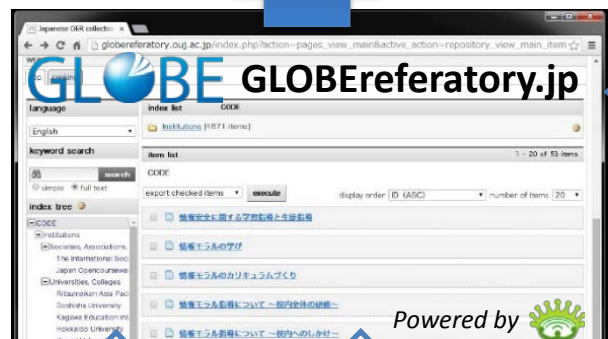 Japanese OER collectio
globereferatory.ouj.ac.jp/index.php?action=pages_view_main&active_action=repository_view_main_item
GLOBE GLOBEreferatory.jp
language
English
keyword search
search
simple full text
index tree
CODE
Institutions
Societies, Associations,
The International Soc
Japan Opencoursewa
Universities, Colleges
Ritsumeikan Asia Pac
Doshisha University
Kagawa Education Ins
Hokkaido University
index list CODE
Institutions [4871 items]
item list 1 - 20 of 53 items
CODE
export checked items execute display order ID (ASC) number of items 20
情報安全に関する学習指導と生徒指導
情報モラルの学び
情報モラルのカリキュラムづくり
情報モラル指導について ～校内全体の研修～
情報モラル指導について ～校内へのしかけ～
Powered by